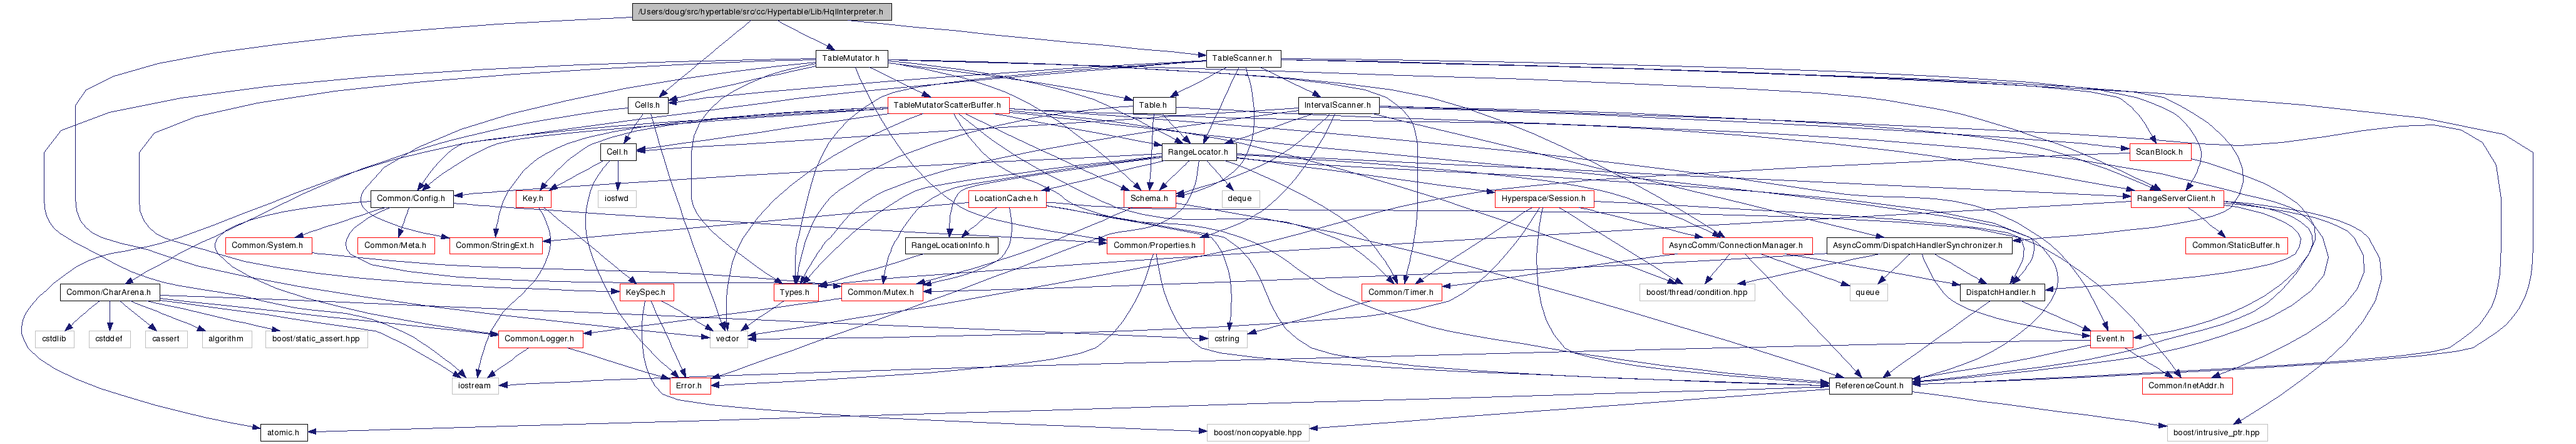 /Users/doug/src/hypertable/src/cc/Hypertable/Lib/HqlInterpreter.h
TableMutator.h
TableScanner.h
Cells.h
TableMutatorScatterBuffer.h
Table.h
IntervalScanner.h
Cell.h
RangeLocator.h
ScanBlock.h
Common/Config.h
Key.h
iosfwd
LocationCache.h
Schema.h
deque
Hyperspace/Session.h
RangeServerClient.h
Common/System.h
Common/Meta.h
Common/StringExt.h
RangeLocationInfo.h
Common/Properties.h
AsyncComm/ConnectionManager.h
AsyncComm/DispatchHandlerSynchronizer.h
Common/StaticBuffer.h
Common/CharArena.h
KeySpec.h
Types.h
Common/Mutex.h
Common/Timer.h
boost/thread/condition.hpp
queue
DispatchHandler.h
cstdlib
cstddef
cassert
algorithm
boost/static_assert.hpp
Common/Logger.h
vector
cstring
Event.h
iostream
Error.h
ReferenceCount.h
Common/InetAddr.h
atomic.h
boost/noncopyable.hpp
boost/intrusive_ptr.hpp